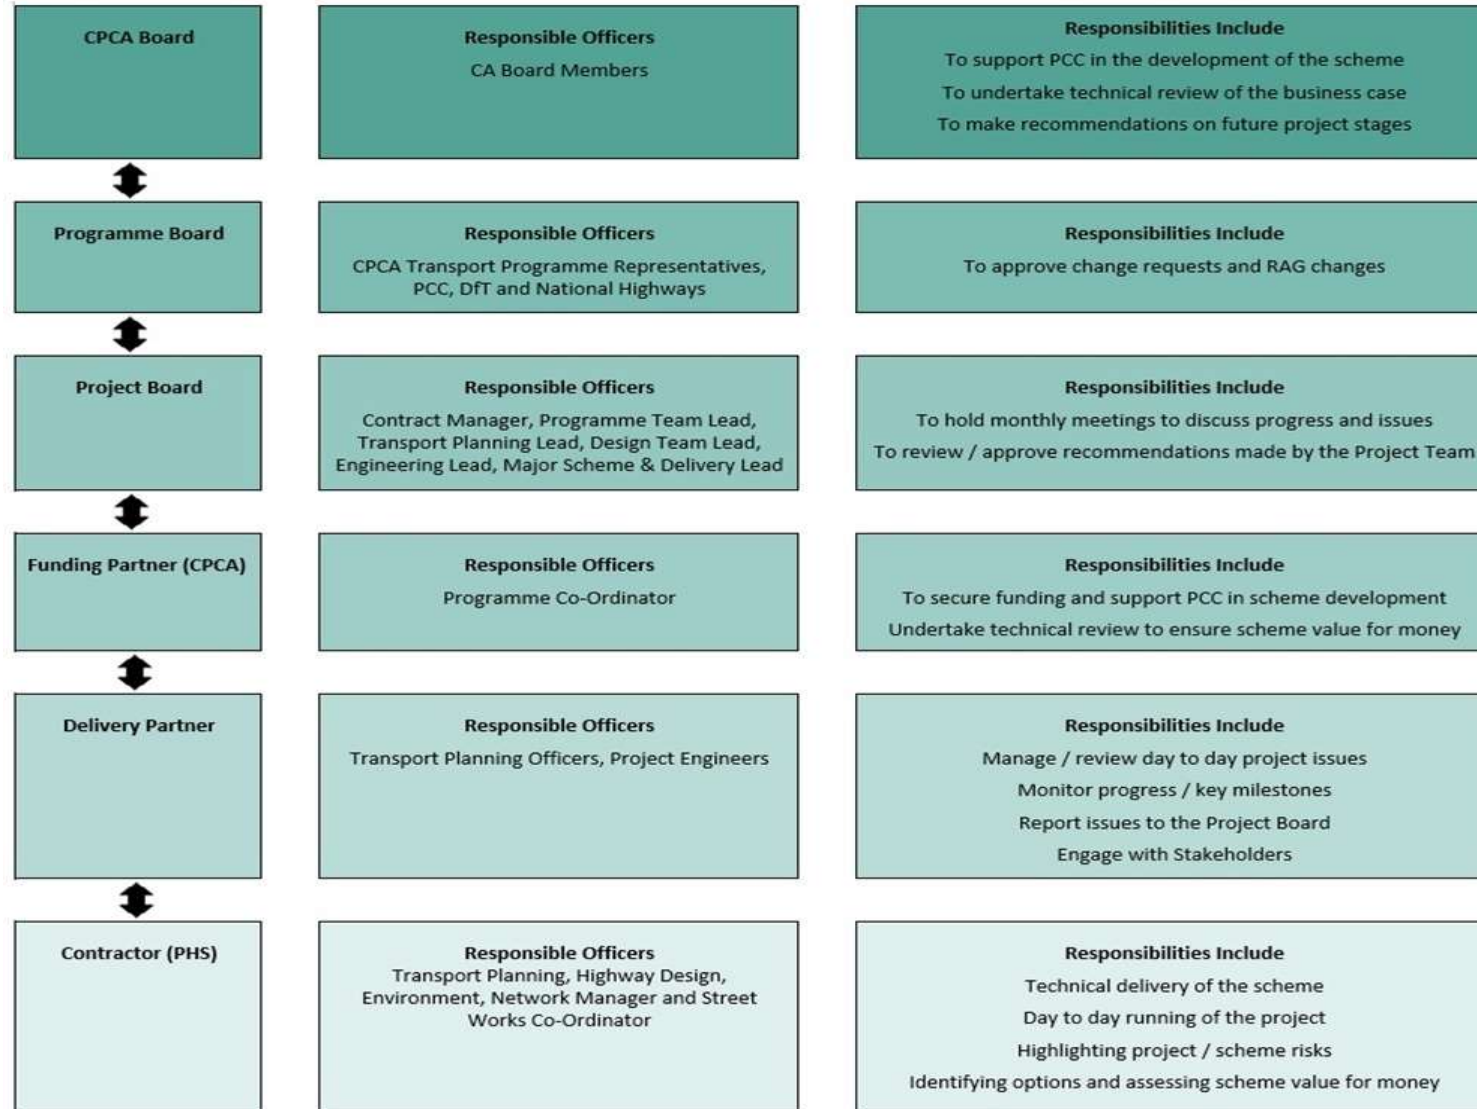 CPCA Board
Responsible Officers
CA Board Members
Responsibilities Include
To support PCC in the development of the scheme
To undertake technical review of the business case
To make recommendations on future project stages
Programme Board
Responsible Officers
CPCA Transport Programme Representatives,
PCC, DfT and National Highways
Responsibilities Include
To approve change requests and RAG changes
Project Board
Responsible Officers
Contract Manager, Programme Team Lead,
Transport Planning Lead, Design Team Lead,
Engineering Lead, Major Scheme & Delivery Lead
Responsibilities Include
To hold monthly meetings to discuss progress and issues
To review / approve recommendations made by the Project Team
Funding Partner (CPCA)
Responsible Officers
Programme Co-Ordinator
Responsibilities Include
To secure funding and support PCC in scheme development
Undertake technical review to ensure scheme value for money
Delivery Partner
Responsible Officers
Transport Planning Officers, Project Engineers
Responsibilities Include
Manage / review day to day project issues
Monitor progress / key milestones
Report issues to the Project Board
Engage with Stakeholders
Contractor (PHS)
Responsible Officers
Transport Planning, Highway Design,
Environment, Network Manager and Street
Works Co-Ordinator
Responsibilities Include
Technical delivery of the scheme
Day to day running of the project
Highlighting project / scheme risks
Identifying options and assessing scheme value for money